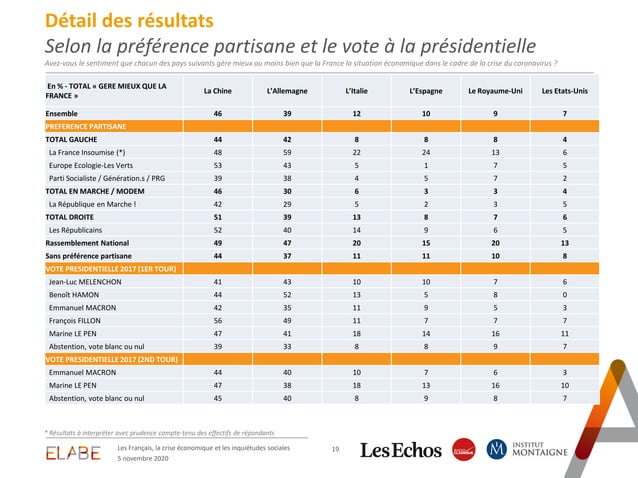 Détail des résultats
Selon la préférence partisane et le vote à la présidentielle
Avez-vous le sentiment que chacun des pays suivants gère mieux ou moins bien que la France la situation économique dans le cadre de la crise du coronavirus ?
En % - TOTAL « GERE MIEUX QUE LA FRANCE » La Chine L'Allemagne L'Italie L'Espagne Le Royaume-Uni Les Etats-Unis
Ensemble 46 39 12 10 9 7
PREFERENCE PARTISANE
TOTAL GAUCHE 44 42 8 8 8 4
La France Insoumise (*) 48 59 22 24 13 6
Europe Ecologie-Les Verts 53 43 5 1 7 5
Parti Socialiste / Génération.s / PRG 39 38 4 5 7 2
TOTAL EN MARCHE / MODEM 46 30 6 3 3 4
La République en Marche ! 42 29 5 2 3 5
TOTAL DROITE 51 39 13 8 7 6
Les Républicains 52 40 14 9 6 5
Rassemblement National 49 47 20 15 20 13
Sans préférence partisane 44 37 11 11 10 8
VOTE PRESIDENTIELLE 2017 (1ER TOUR)
Jean-Luc MELENCHON 41 43 10 10 7 6
Benoît HAMON 44 52 13 5 8 0
Emmanuel MACRON 42 35 11 9 5 3
François FILLON 56 49 11 7 7 7
Marine LE PEN 47 41 18 14 16 11
Abstention, vote blanc ou nul 39 33 8 8 9 7
VOTE PRESIDENTIELLE 2017 (2ND TOUR)
Emmanuel MACRON 44 40 10 7 6 3
Marine LE PEN 47 38 18 13 16 10
Abstention, vote blanc ou nul 45 40 8 9 8 7
* Résultats à interpréter avec prudence compte-tenu des effectifs de répondants
ELABE
Les Français, la crise économique et les inquiétudes sociales
5 novembre 2020
19
LesEchos
RADIO CLASSIQUE
M
INSTITUT
MONTAIGNE